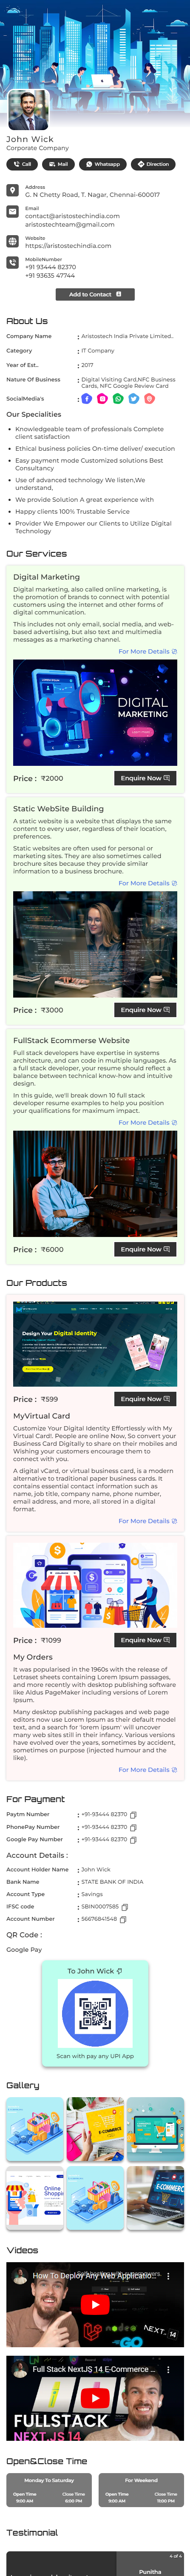 John Wick
Corporate Company
Call
Mail
Whatsapp
Direction
Address
G. N Chetty Road, T. Nagar, Chennai-600017
Email
contact@aristostechindia.com
aristostechteam@gmail.com
Website
https://aristostechindia.com
MobileNumber
+91 93444 82370
+91 93635 47744
Add to Contact
About Us
Company Name : Aristostech India Private Limited..
Category : IT Company
Year of Est.. : 2017
Nature Of Business : Digital Visiting Card,NFC Business
Cards, NFC Google Review Card
SocialMedia's :
Our Specialities
Knowledgeable team of professionals Complete
client satisfaction
Ethical business policies On-time deliver/ execution
Easy payment mode Customized solutions Best
Consultancy
Use of advanced technology We listen,We
understand,
We provide Solution A great experience with
Happy clients 100% Trustable Service
Provider We Empower our Clients to Utilize Digital
Technology
Our Services
Digital Marketing
Digital marketing, also called online marketing, is
the promotion of brands to connect with potential
customers using the internet and other forms of
digital communication.
This includes not only email, social media, and web-
based advertising, but also text and multimedia
messages as a marketing channel.
For More Details
DIGITAL
MARKETING
Price : ₹2000
Enquire Now
Static WebSite Building
A static website is a website that displays the same
content to every user, regardless of their location,
preferences.
Static websites are often used for personal or
marketing sites. They are also sometimes called
brochure sites because they provide similar
information to a business brochure.
For More Details
Price : ₹3000
Enquire Now
FullStack Ecommerse Website
Full stack developers have expertise in systems
architecture, and can code in multiple languages. As
a full stack developer, your resume should reflect a
balance between technical know-how and intuitive
design.
In this guide, we'll break down 10 full stack
developer resume examples to help you position
your qualifications for maximum impact.
For More Details
Price : ₹6000
Enquire Now
Our Products
Design Your Digital Identity
Price : ₹599
Enquire Now
MyVirtual Card
Customize Your Digital Identity Effortlessly with My
Virtual Card. People are online Now, So convert your
Business Card Digitally to share on their mobiles and
Wishing your customers encourage them to
connect with you.
A digital vCard, or virtual business card, is a modern
alternative to traditional paper business cards. It
contains essential contact information such as
name, job title, company name, phone number,
email address, and more, all stored in a digital
format.
For More Details
Price : ₹1099
Enquire Now
My Orders
It was popularised in the 1960s with the release of
Letraset sheets containing Lorem Ipsum passages,
and more recently with desktop publishing software
like Aldus PageMaker including versions of Lorem
Ipsum.
Many desktop publishing packages and web page
editors now use Lorem Ipsum as their default model
text, and a search for 'lorem ipsum' will uncover
many web sites still in their infancy. Various versions
have evolved over the years, sometimes by accident,
sometimes on purpose (injected humour and the
like).
For More Details
For Payment
Paytm Number : +91-93444 82370
PhonePay Number : +91-93444 82370
Google Pay Number : +91-93444 82370
Account Details :
Account Holder Name : John Wick
Bank Name : STATE BANK OF INDIA
Account Type : Savings
IFSC code : SBIN0007585
Account Number : 56676841548
QR Code :
Google Pay
To John Wick
Scan with pay any UPI App
Gallery
E-COMMERCE
Online
Shopping
E-COMMERCE
Videos
How To Deploy Any Web Applicatio...
NEXT. 14
GO
Full Stack NextJS 14 E-Commerce ...
FULLSTACK
NEXT.JS 14
Open&Close Time
Monday To Saturday
Open Time
Close Time
9:00 AM
6:00 PM
For Weekend
Open Time
Close Time
9:00 AM
11:00 PM
Testimonial
4 of 4
Punitha